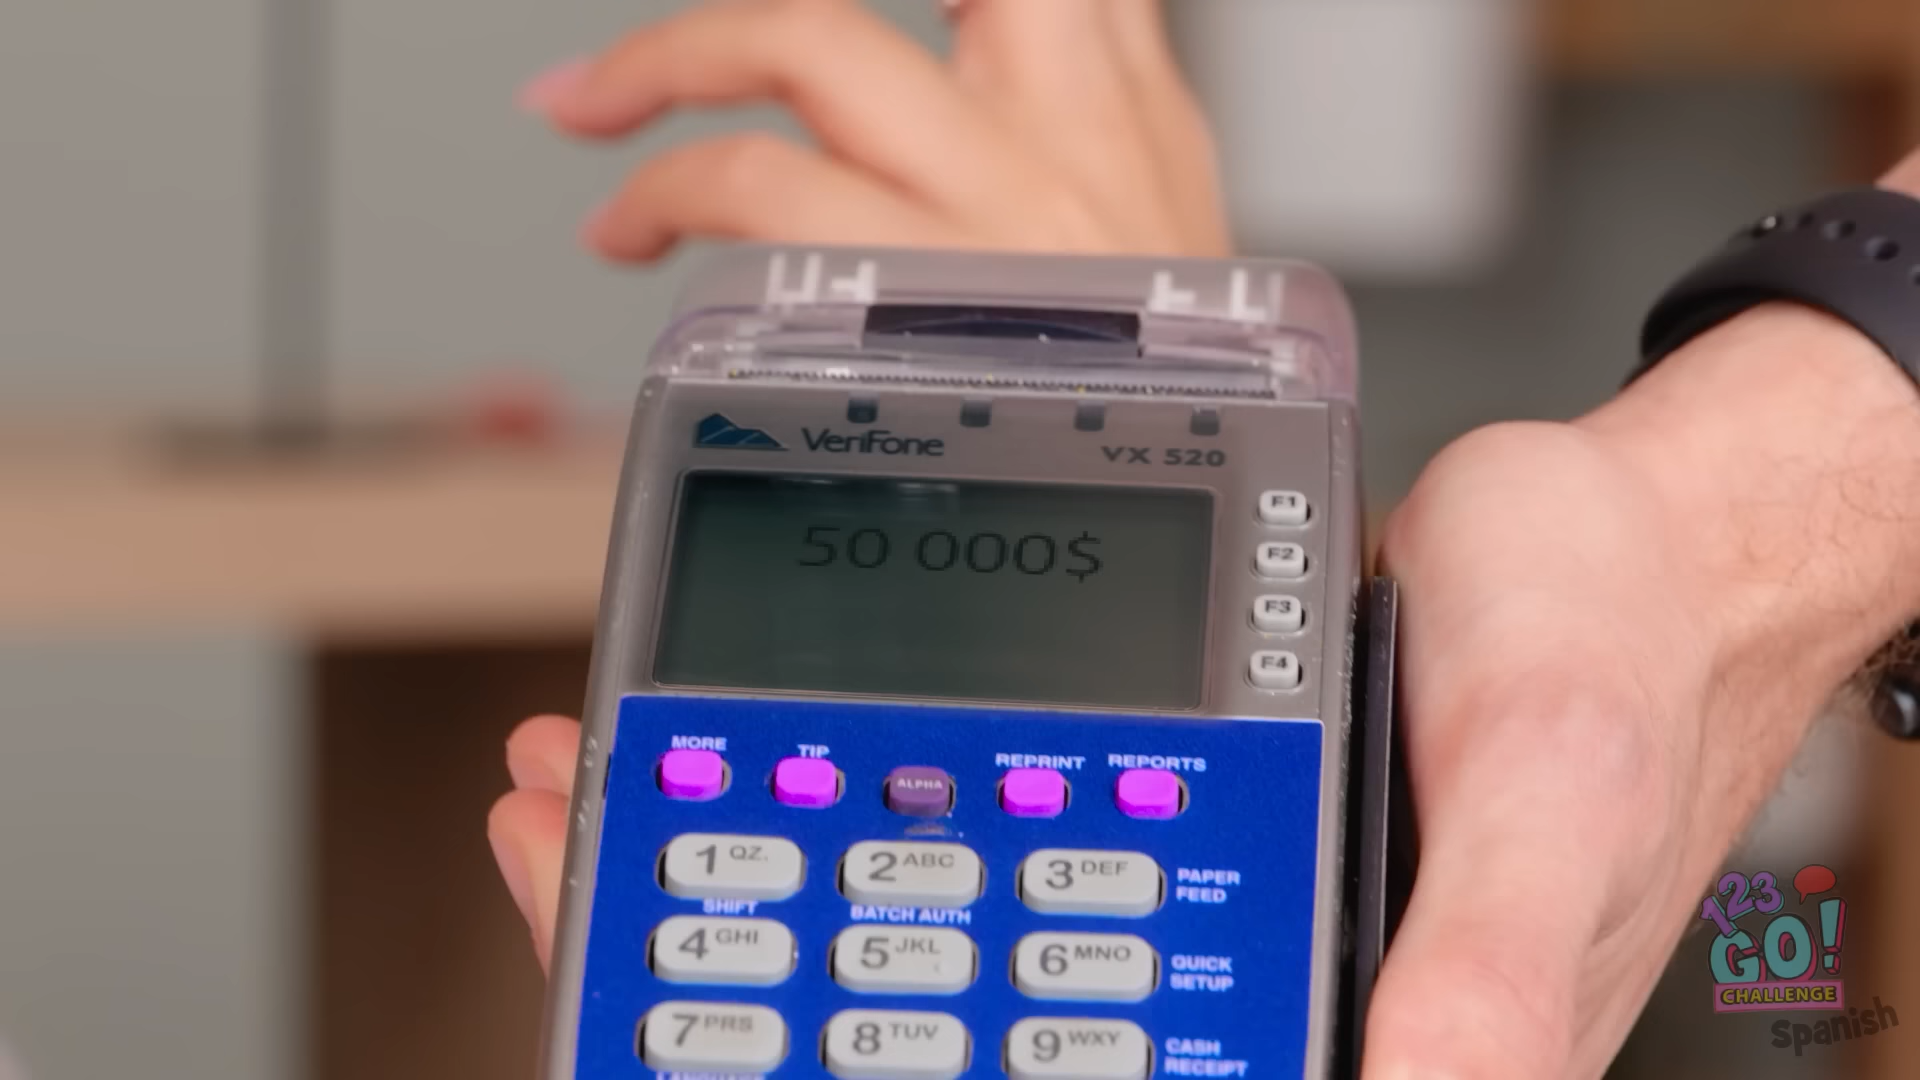 VeriFone
VX 520
50 000$
F1
F2
F3
F4
MORE
TIP
ALPHA
REPRINT
REPORTS
1 QZ.
2 ABC
3 DEF
PAPER
FEED
SHIFT
BATCH AUTH
4 GHI
5 JKL
6 MNO
QUICK
SETUP
7 PRS
8 TUV
9 WXY
CASH
RECEIPT
123
GO!
CHALLENGE
Spanish